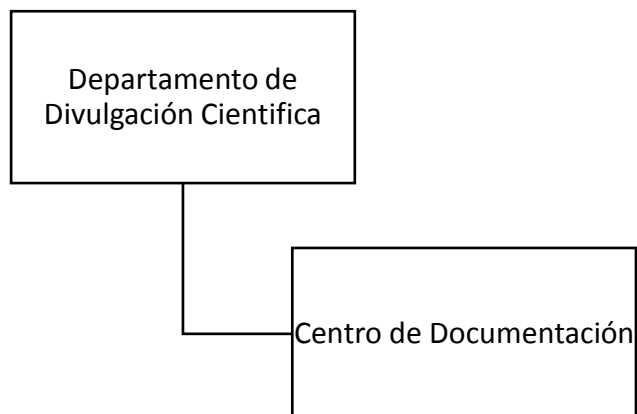 Departamento de
Divulgación Cientifica
Centro de Documentación